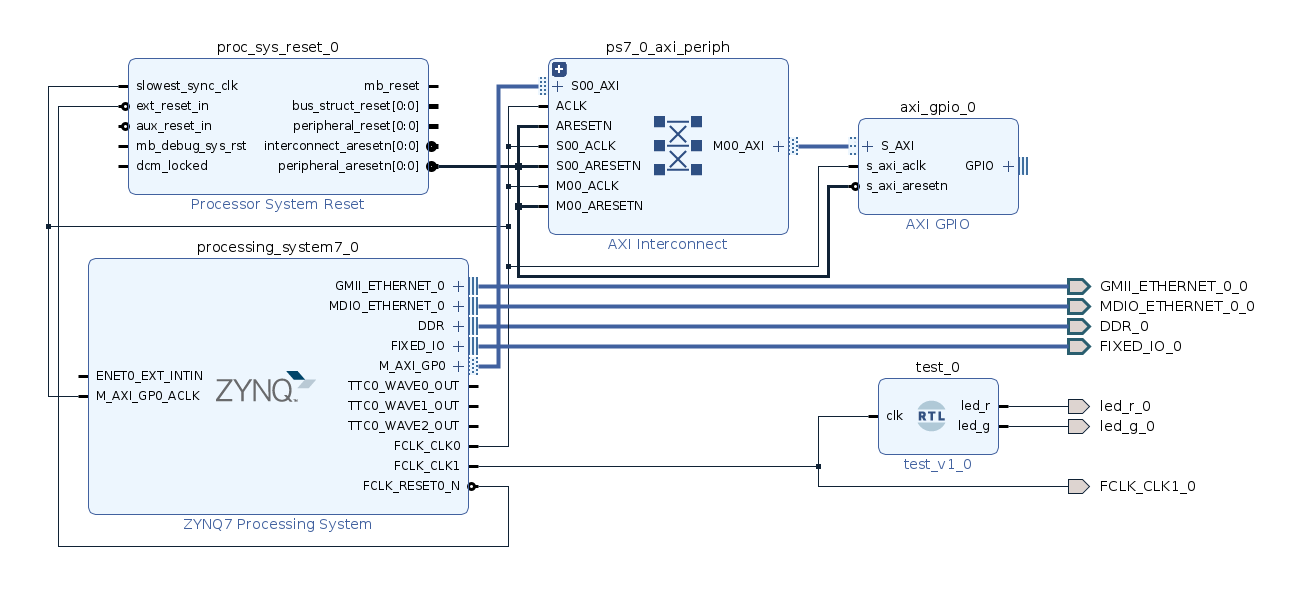 proc_sys_reset_0
slowest_sync_clk
ext_reset_in
aux_reset_in
mb_debug_sys_rst
dcm_locked
mb_reset
bus_struct_reset[0:0]
peripheral_reset[0:0]
interconnect_aresetn[0:0]
peripheral_aresetn[0:0]
Processor System Reset
ps7_0_axi_periph
S00_AXI
ACLK
ARESETN
S00_ACLK
S00_ARESETN
M00_ACLK
M00_ARESETN
M00_AXI
AXI Interconnect
axi_gpio_0
S_AXI
s_axi_aclk
s_axi_aresetn
GPIO
AXI GPIO
processing_system7_0
ENET0_EXT_INTIN
M_AXI_GP0_ACLK
ZYNQ
GMII_ETHERNET_0
MDIO_ETHERNET_0
DDR
FIXED_IO
M_AXI_GP0
TTC0_WAVE0_OUT
TTC0_WAVE1_OUT
TTC0_WAVE2_OUT
FCLK_CLK0
FCLK_CLK1
FCLK_RESET0_N
ZYNQ7 Processing System
GMII_ETHERNET_0_0
MDIO_ETHERNET_0_0
DDR_0
FIXED_IO_0
test_0
clk
RTL
led_r
led_g
test_v1_0
led_r_0
led_g_0
FCLK_CLK1_0